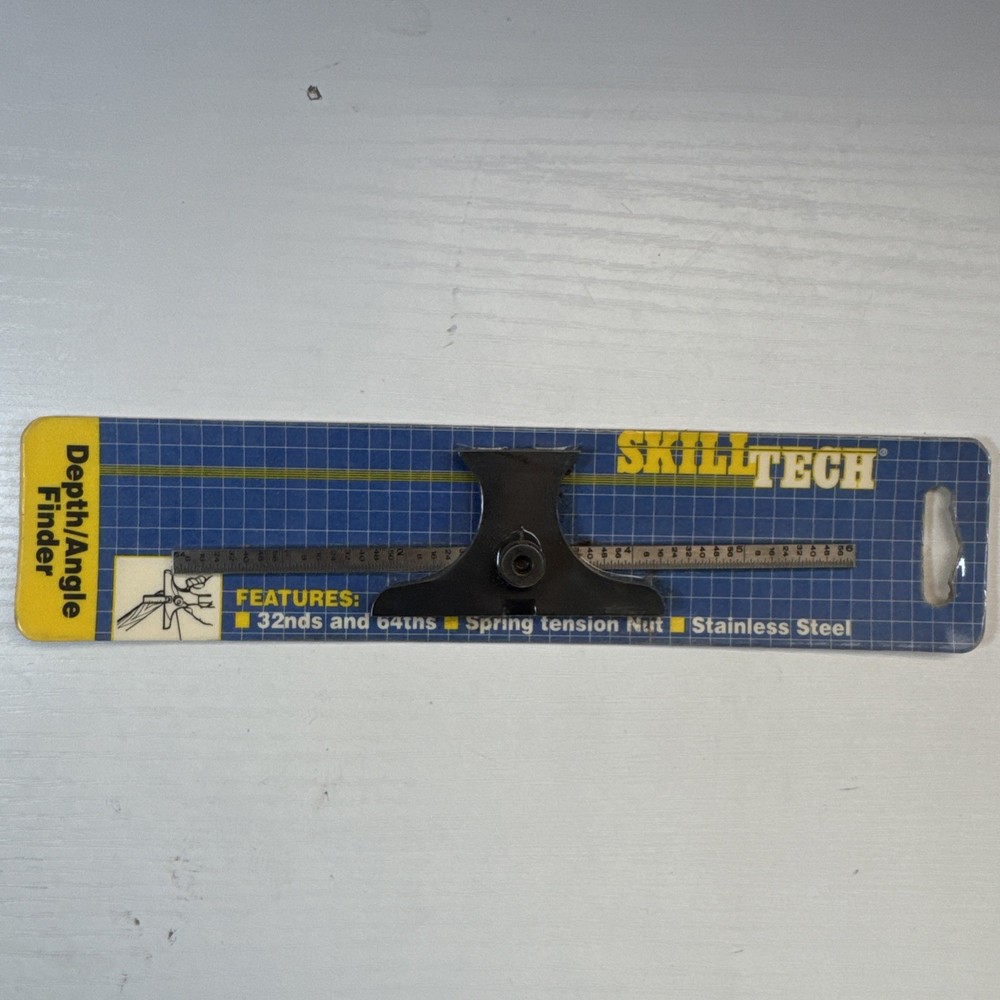 SKILLTECH®
Depth/Angle
Finder
FEATURES:
■ 32nds and 64ths ■ Spring tension Nut ■ Stainless Steel